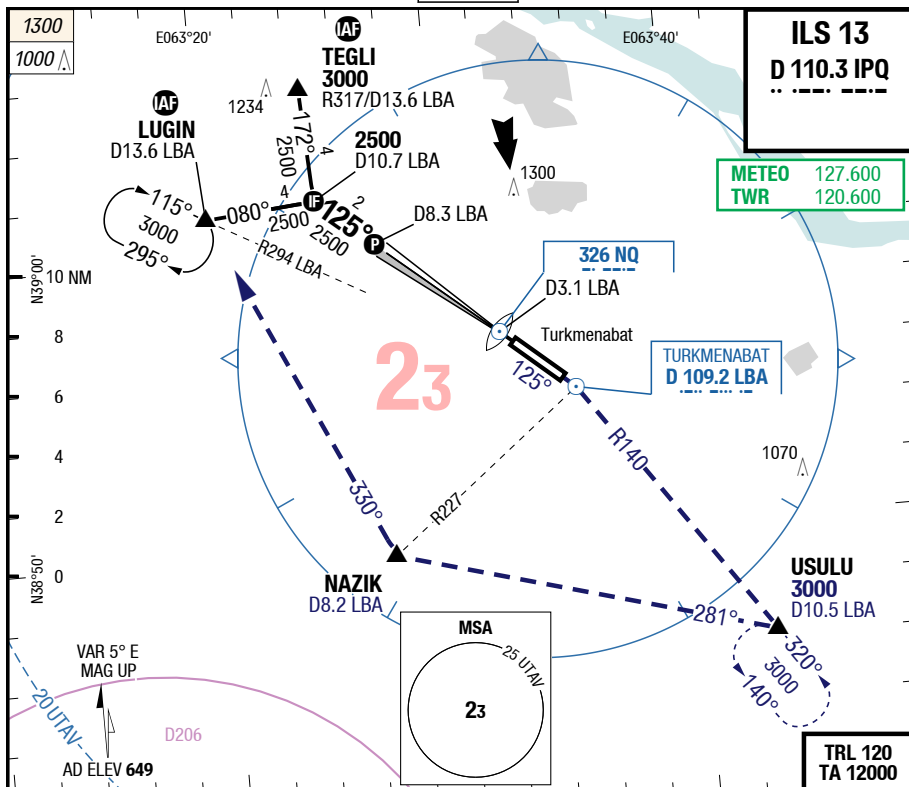 1300
1000
E063°20'
IAF
TEGLI
3000
R317/D13.6 LBA
E063°40'
ILS 13
D 110.3 IPQ
1234
IAF
LUGIN
D13.6 LBA
172°
4
2500
2500
D10.7 LBA
1300
METEO 127.600
TWR 120.600
115°
3000
295°
080°
4
2500
IF
125°
2
2500
P
D8.3 LBA
R294 LBA
326 NQ
D3.1 LBA
N39°00'
10 NM
8
6
4
2
0
N38°50'
23
Turkmenabat
125°
TURKMENABAT
D 109.2 LBA
R140
1070
330°
R227
NAZIK
D8.2 LBA
281°
USULU
3000
D10.5 LBA
320°
3000
140°
MSA
25 UTAV
23
VAR 5° E
MAG UP
20 UTAV
D206
AD ELEV 649
TRL 120
TA 12000